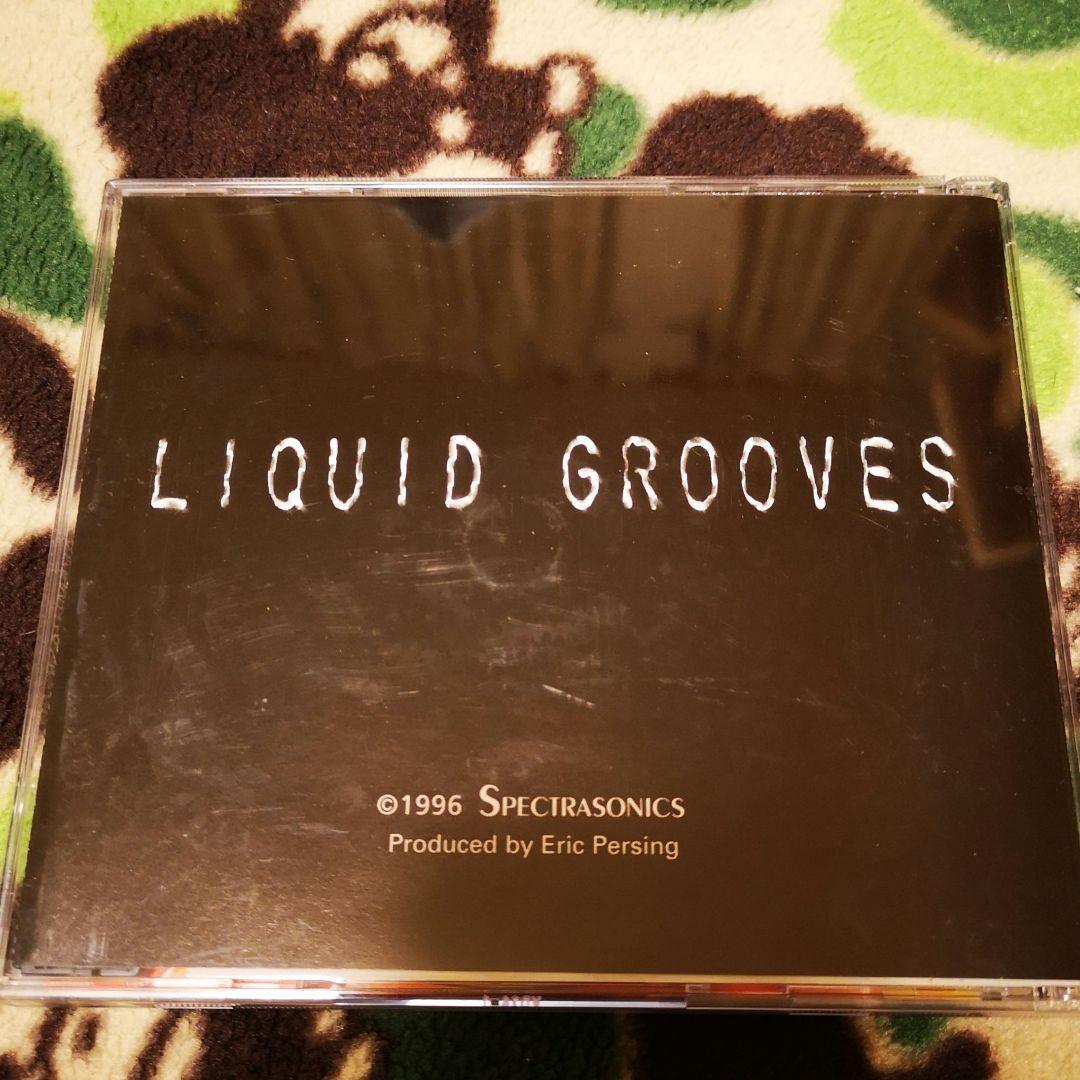 LIQUID GROOVES
©1996 SPECTRASONICS
Produced by Eric Persing